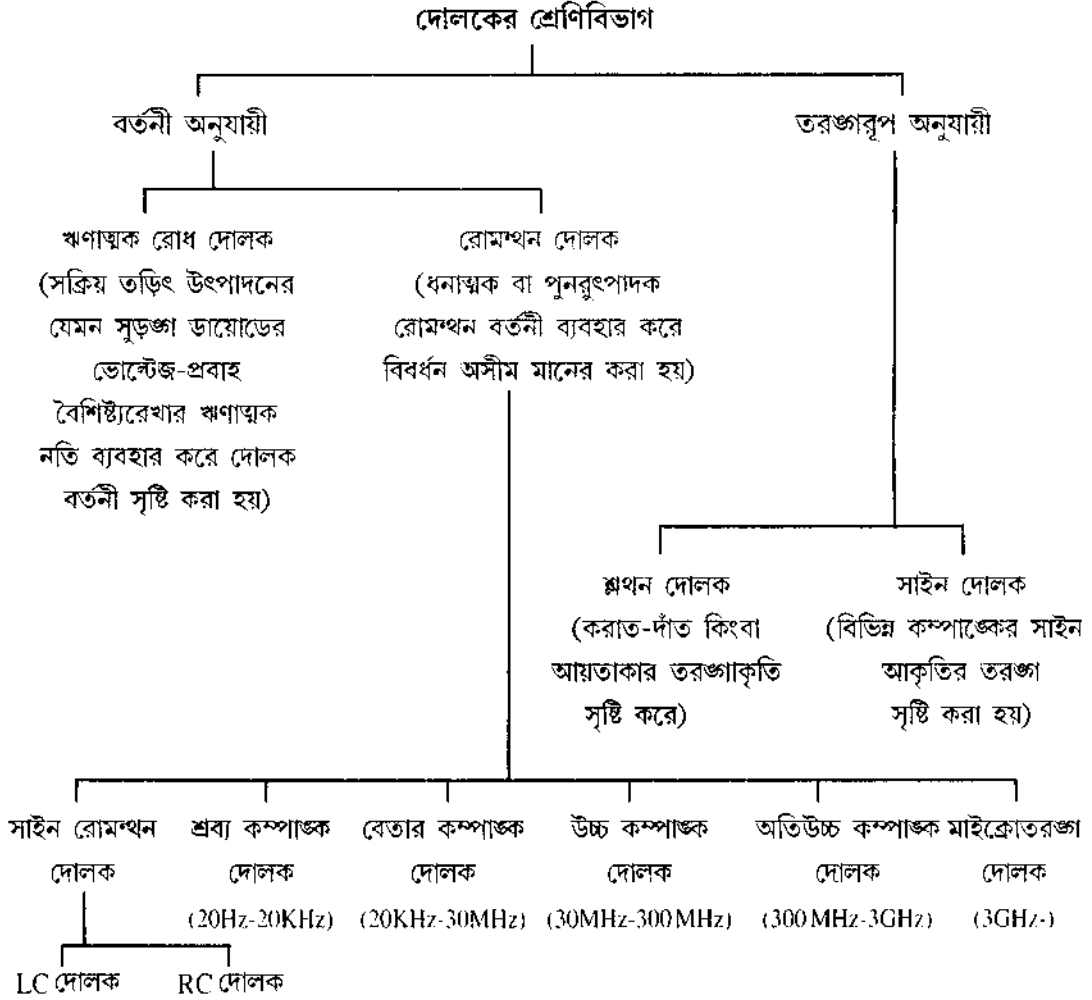 দোলকের শ্রেণিবিভাগ
বর্তনী অনুযায়ী
তরঙ্গরূপ অনুযায়ী
ঋণাত্মক রোধ দোলক
(সক্রিয় তড়িৎ উৎপাদনের
যেমন সুড়ঙ্গ ডায়োডের
ভোল্টেজ-প্রবাহ
বৈশিষ্ট্যরেখার ঋণাত্মক
নতি ব্যবহার করে দোলক
বর্তনী সৃষ্টি করা হয়)
রোমন্থন দোলক
(ধনাত্মক বা পুনরুৎপাদক
রোমন্থন বর্তনী ব্যবহার করে
বিবর্ধন অসীম মানের করা হয়)
শ্লথন দোলক
(করাত-দাঁত কিংবা
আয়তাকার তরঙ্গাকৃতি
সৃষ্টি করে)
সাইন দোলক
(বিভিন্ন কম্পাঙ্কের সাইন
আকৃতির তরঙ্গ
সৃষ্টি করা হয়)
সাইন রোমন্থন
দোলক
শ্রব্য কম্পাঙ্ক
দোলক
(20Hz-20KHz)
বেতার কম্পাঙ্ক
দোলক
(20KHz-30MHz)
উচ্চ কম্পাঙ্ক
দোলক
(30MHz-300MHz)
অতিউচ্চ কম্পাঙ্ক
দোলক
(300MHz-3GHz)
মাইক্রোতরঙ্গ
দোলক
(3GHz-)
LC দোলক
RC দোলক